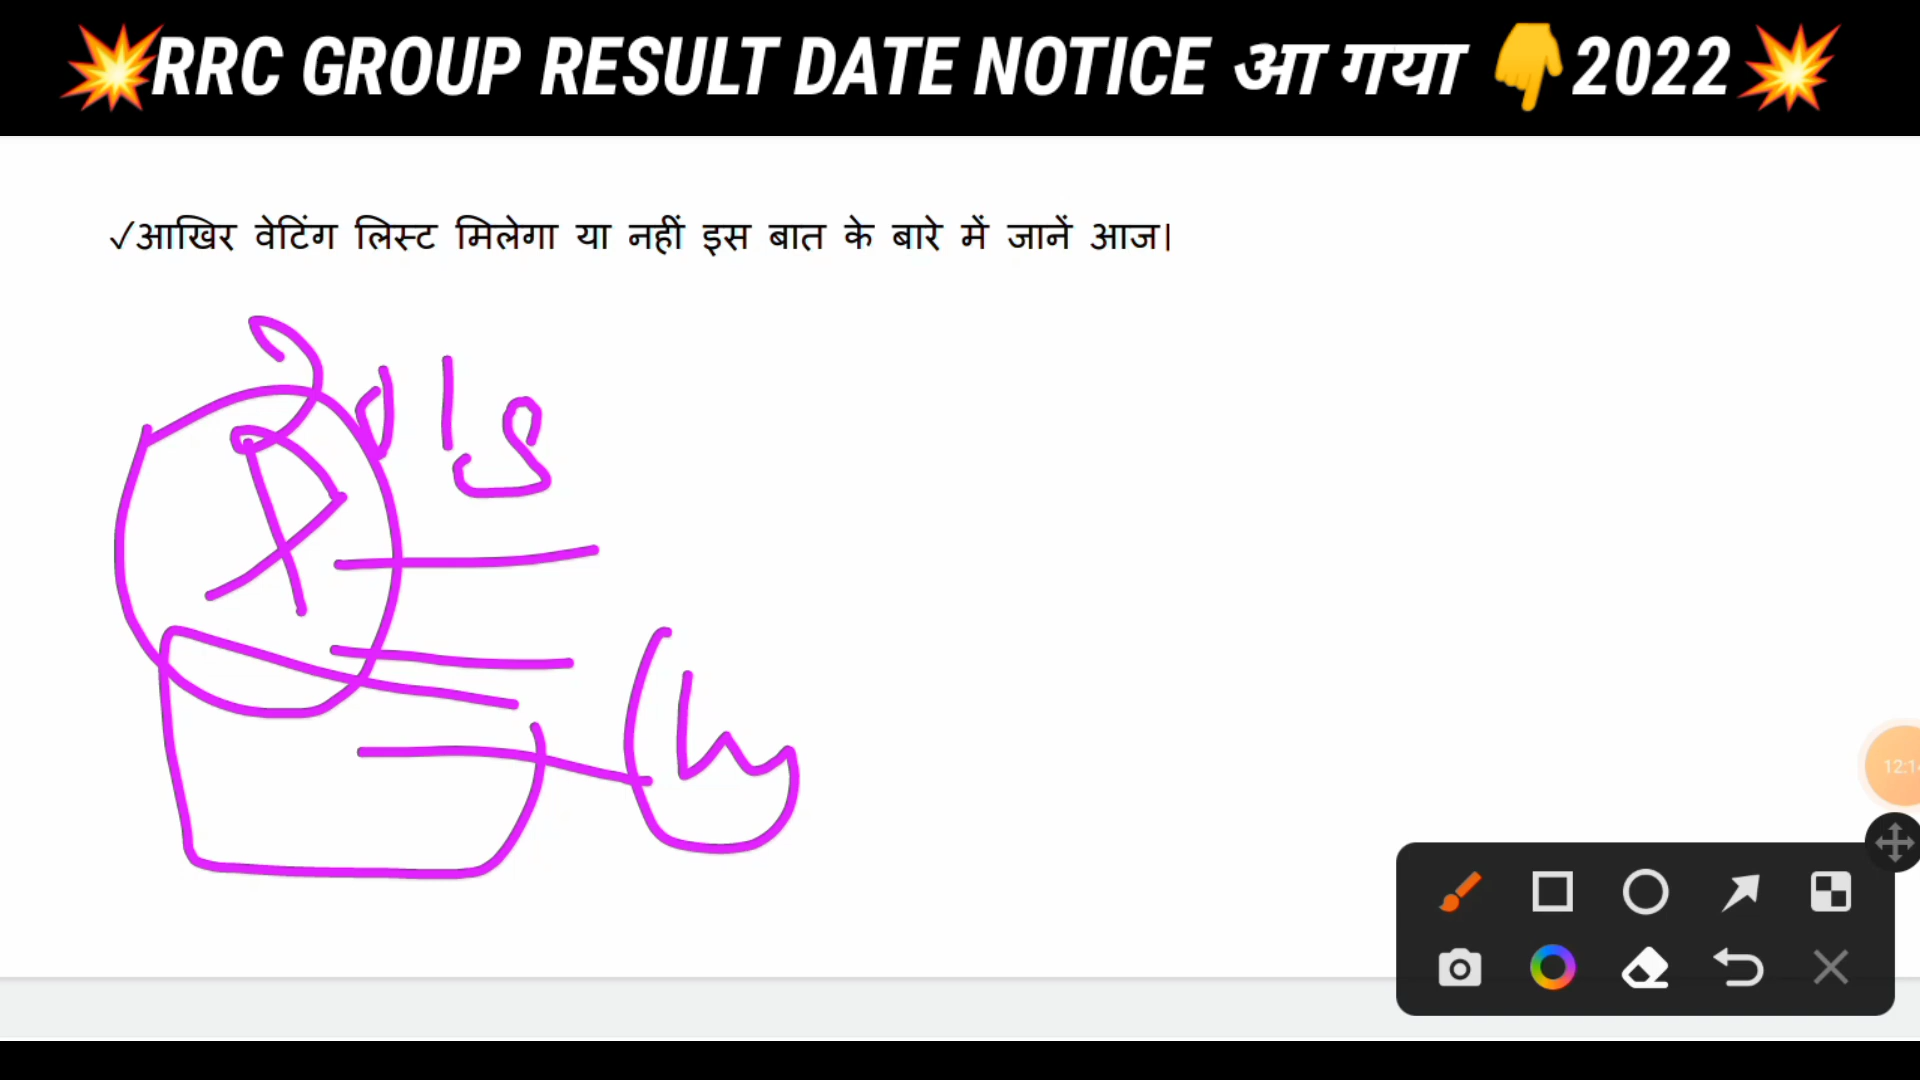 💥RRC GROUP RESULT DATE NOTICE आ गया 👇2022💥
✓आखिर वेटिंग लिस्ट मिलेगा या नहीं इस बात के बारे में जानें आज।